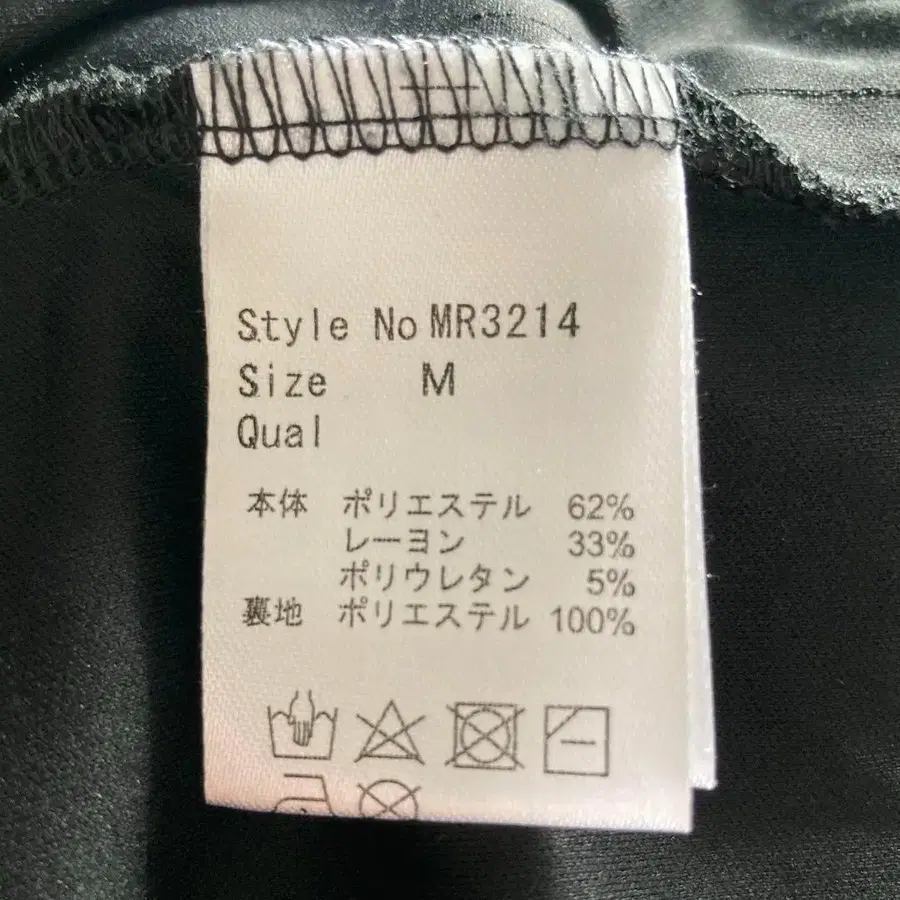 Style No MR3214
Size M
Qual
本体 ポリエステル 62%
レーヨン 33%
ポリウレタン 5%
裏地 ポリエステル 100%